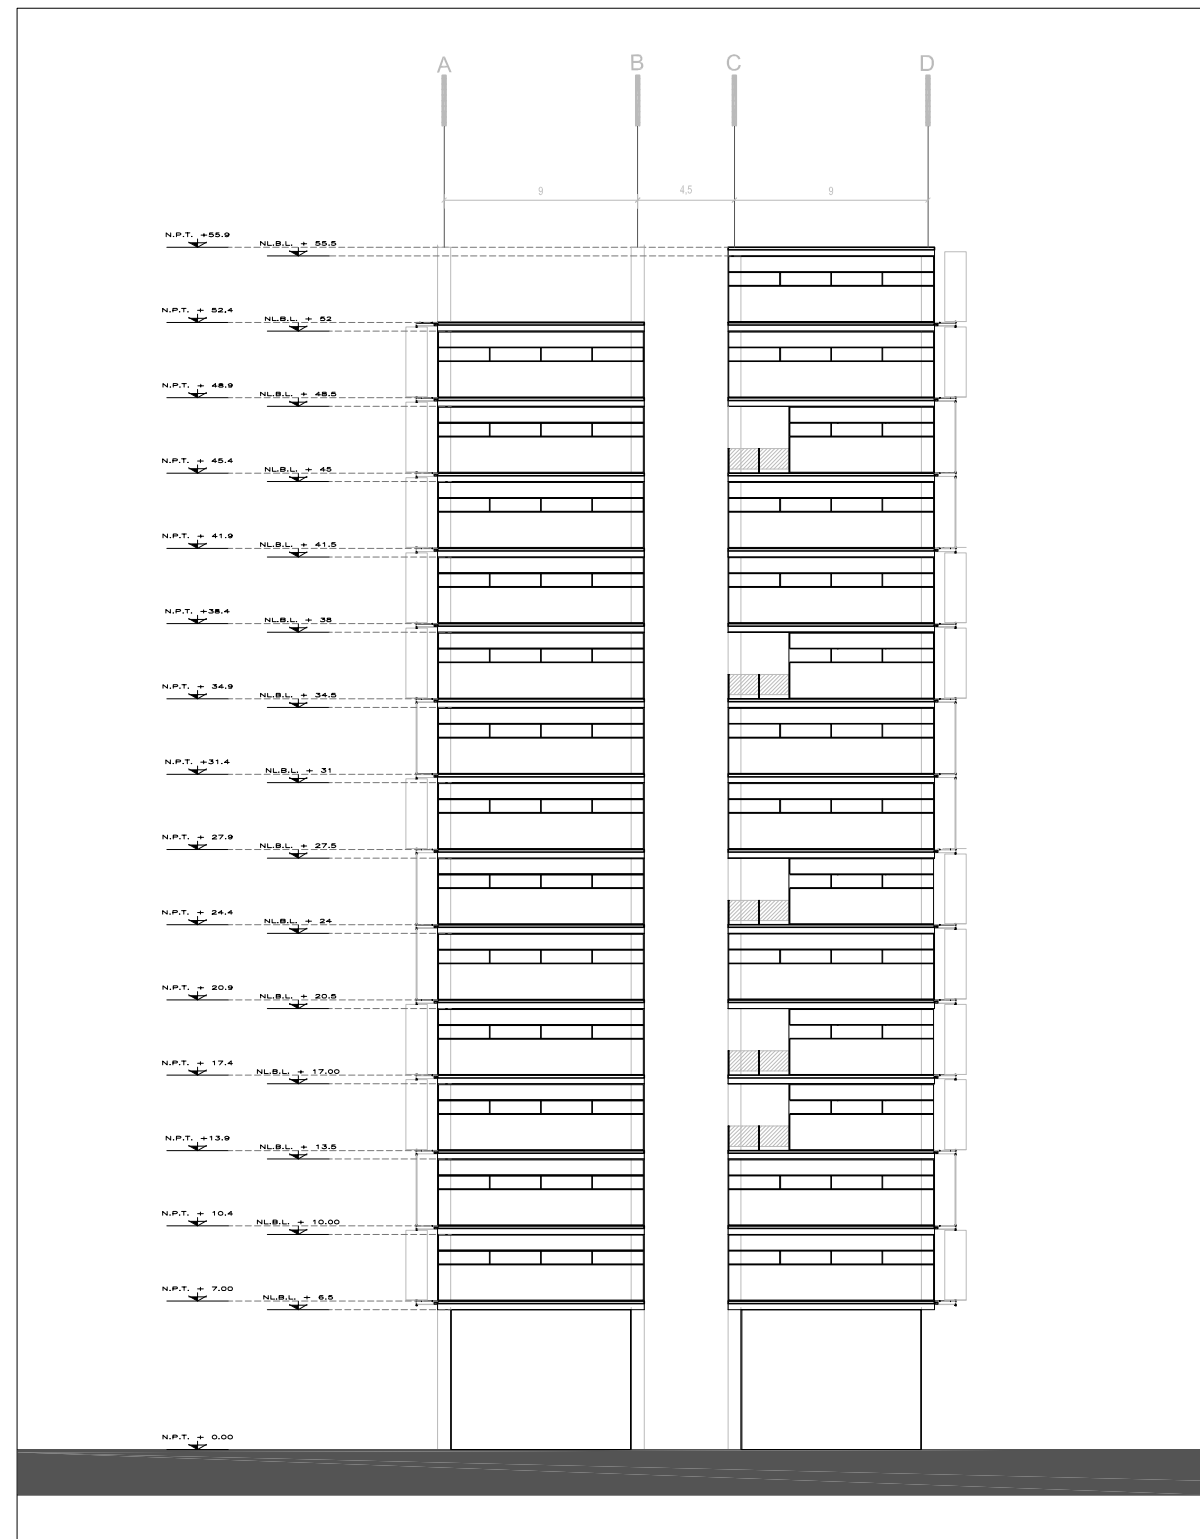 A
B
C
D
9
4,5
9
N.P.T. +55.9
NL.B.L. + 55.5
N.P.T. + 52.4
NL.B.L. + 52
N.P.T. + 48.9
NL.B.L. + 48.5
N.P.T. + 45.4
NL.B.L. + 45
N.P.T. + 41.9
NL.B.L. + 41.5
N.P.T. +38.4
NL.B.L. + 38
N.P.T. + 34.9
NL.B.L. + 34.5
N.P.T. +31.4
NL.B.L. + 31
N.P.T. + 27.9
NL.B.L. + 27.5
N.P.T. + 24.4
NL.B.L. + 24
N.P.T. + 20.9
NL.B.L. + 20.5
N.P.T. + 17.4
NL.B.L. + 17.00
N.P.T. +13.9
NL.B.L. + 13.5
N.P.T. + 10.4
NL.B.L. + 10.00
N.P.T. + 7.00
NL.B.L. + 6.5
N.P.T. + 0.00